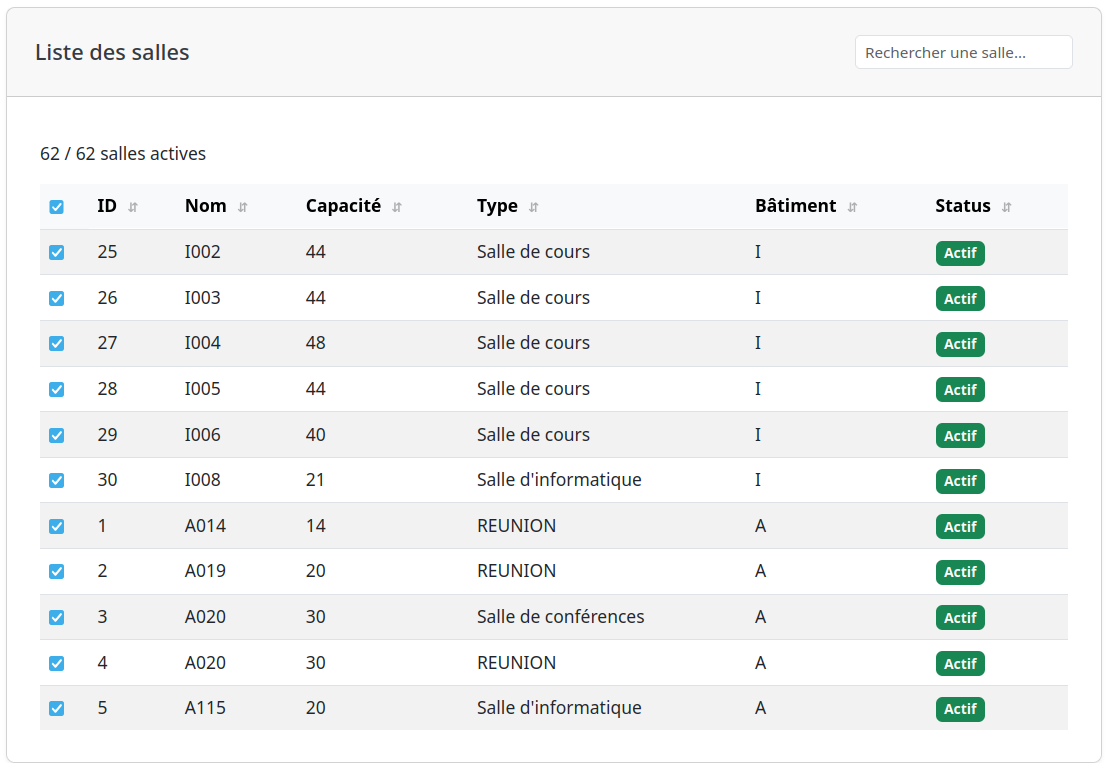 Liste des salles
Rechercher une salle...
62 / 62 salles actives
ID Nom Capacité Type Bâtiment Status
25 I002 44 Salle de cours I Actif
26 I003 44 Salle de cours I Actif
27 I004 48 Salle de cours I Actif
28 I005 44 Salle de cours I Actif
29 I006 40 Salle de cours I Actif
30 I008 21 Salle d'informatique I Actif
1 A014 14 REUNION A Actif
2 A019 20 REUNION A Actif
3 A020 30 Salle de conférences A Actif
4 A020 30 REUNION A Actif
5 A115 20 Salle d'informatique A Actif